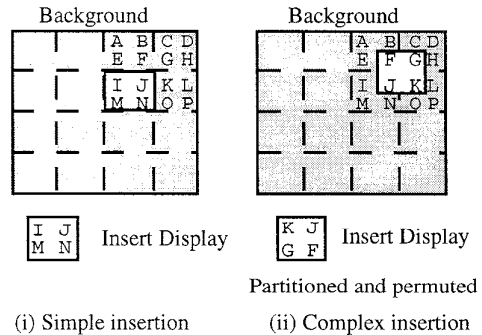 Background
A B C D
E F G H
I J K L
M N O P
I J
M N
Insert Display
(i) Simple insertion
Background
A B C D
E F G H
I J K L
M N O P
K J
G F
Insert Display
Partitioned and permuted
(ii) Complex insertion